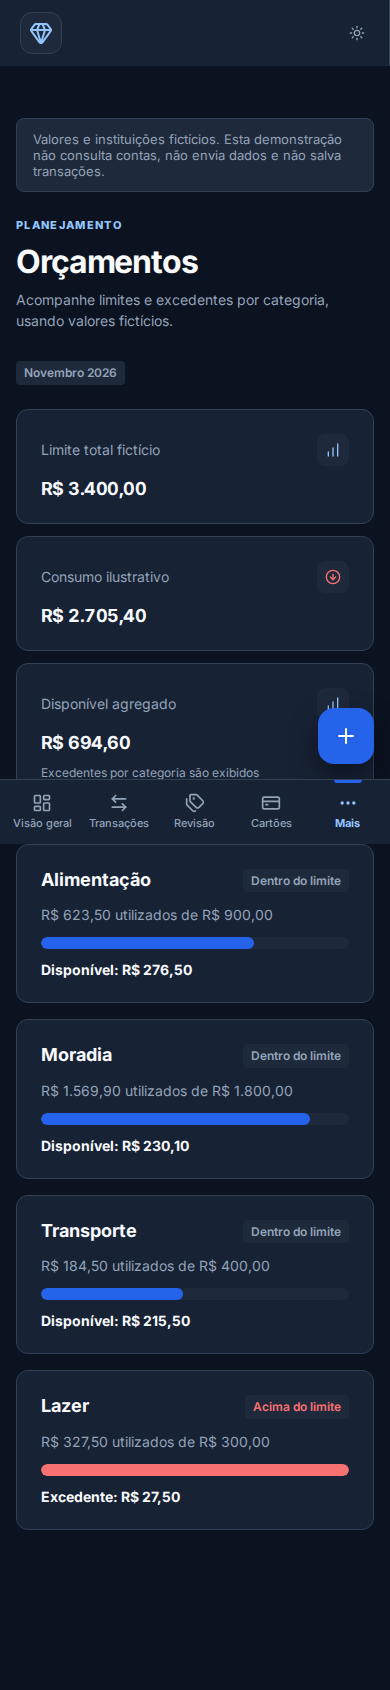 Valores e instituições fictícios. Esta demonstração
não consulta contas, não envia dados e não salva
transações.
PLANEJAMENTO
Orçamentos
Acompanhe limites e excedentes por categoria,
usando valores fictícios.
Novembro 2026
Limite total fictício
R$ 3.400,00
Consumo ilustrativo
R$ 2.705,40
Disponível agregado
R$ 694,60
Excedentes por categoria são exibidos
Visão geral
Transações
Revisão
Cartões
Mais
Alimentação
Dentro do limite
R$ 623,50 utilizados de R$ 900,00
Disponível: R$ 276,50
Moradia
Dentro do limite
R$ 1.569,90 utilizados de R$ 1.800,00
Disponível: R$ 230,10
Transporte
Dentro do limite
R$ 184,50 utilizados de R$ 400,00
Disponível: R$ 215,50
Lazer
Acima do limite
R$ 327,50 utilizados de R$ 300,00
Excedente: R$ 27,50